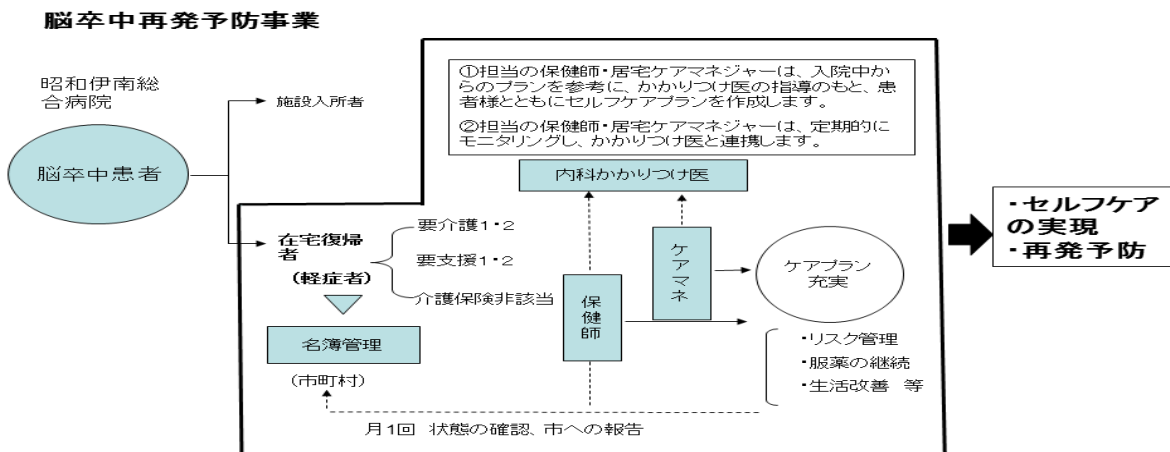 脳卒中再発予防事業
昭和伊南総
合病院
脳卒中患者
施設入所者
在宅復帰
者
(軽症者)
名簿管理
(市町村)
要介護1・2
要支援1・2
介護保険非該当
①担当の保健師・居宅ケアマネジャーは、入院中か
らのプランを参考に、かかりつけ医の指導のもと、患
者様とともにセルフケアプランを作成します。
②担当の保健師・居宅ケアマネジャーは、定期的に
モニタリングし、かかりつけ医と連携します。
内科かかりつけ医
保健師
ケアマネ
ケアプラン
充実
・リスク管理
・服薬の継続
・生活改善 等
月1回 状態の確認、市への報告
・セルフケア
の実現
・再発予防